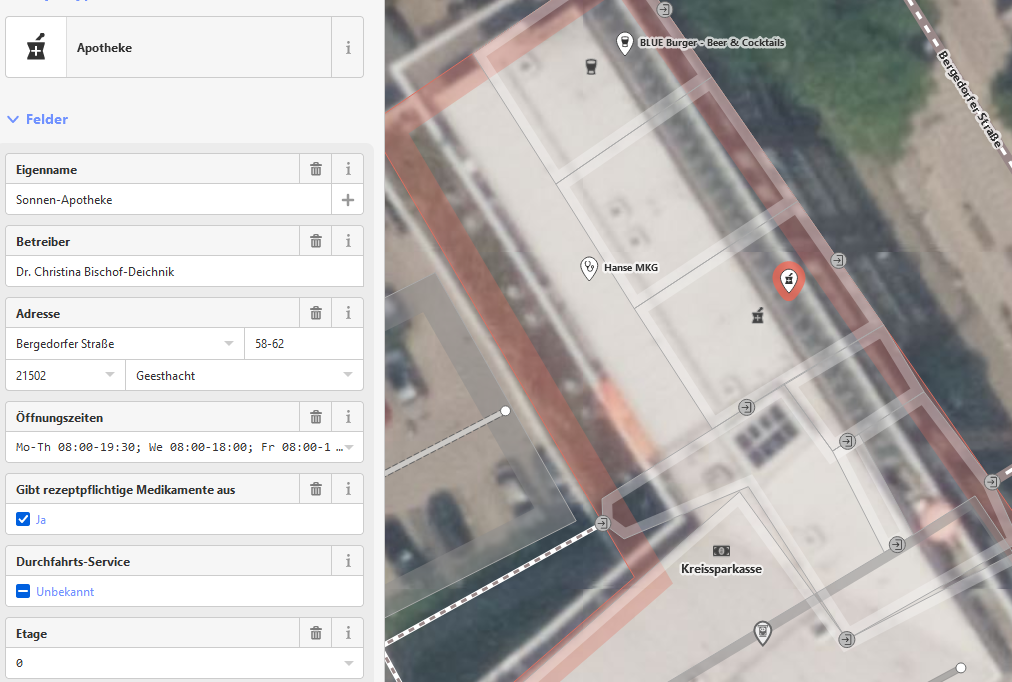 Apotheke
Felder
Eigenname
Sonnen-Apotheke
Betreiber
Dr. Christina Bischof-Deichnik
Adresse
Bergedorfer Straße
58-62
21502
Geesthacht
Öffnungszeiten
Mo-Th 08:00-19:30; We 08:00-18:00; Fr 08:00-1 …
Gibt rezeptpflichtige Medikamente aus
Ja
Durchfahrts-Service
Unbekannt
Etage
0
BLUE Burger - Beer & Cocktails
Bergedorfer Straße
Hanse MKG
Kreissparkasse